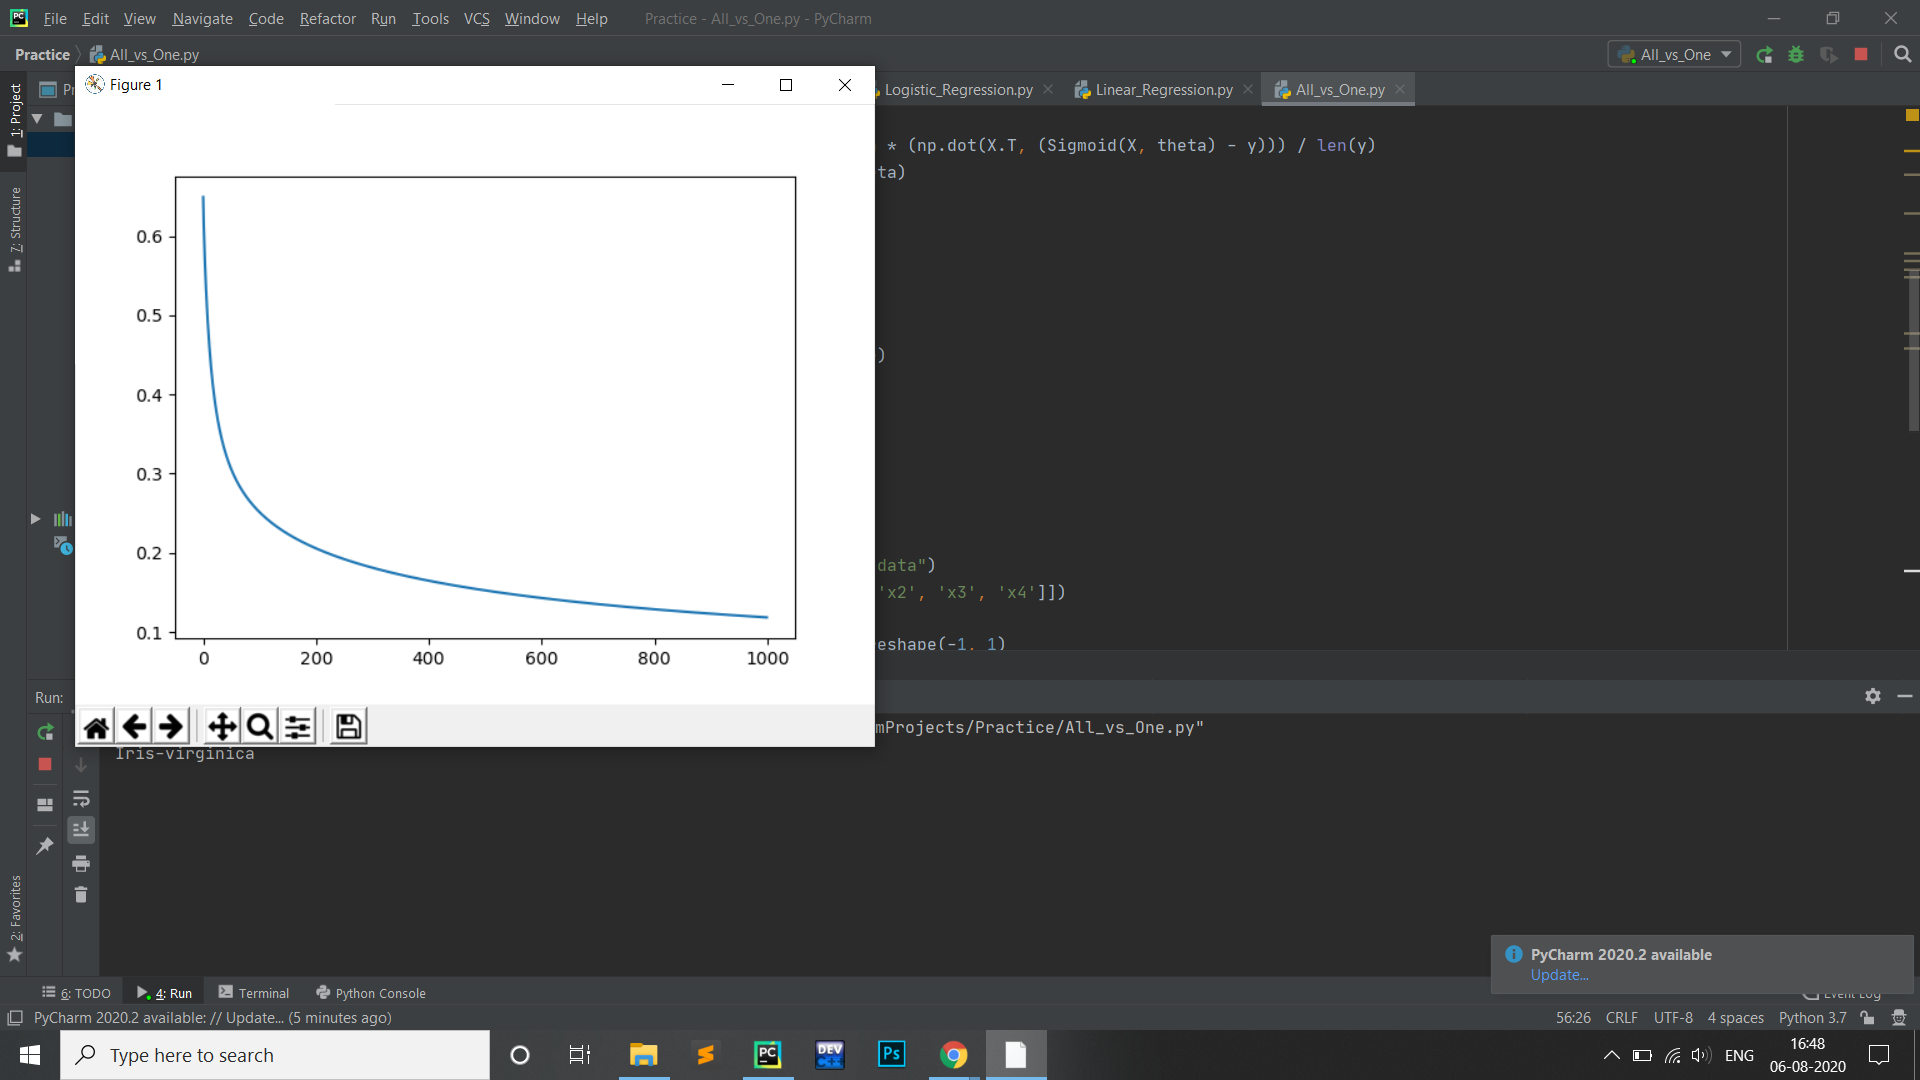 File Edit View Navigate Code Refactor Run Tools VCS Window Help Practice - All_vs_One.py - PyCharm
Practice All_vs_One.py All_vs_One
1: Project
7: Structure
2: Favorites
Figure 1
Logistic_Regression.py Linear_Regression.py All_vs_One.py
* (np.dot(X.T, (Sigmoid(X, theta) - y))) / len(y)
ta)
)
data")
'x2', 'x3', 'x4']])
eshape(-1, 1)
0.6
0.5
0.4
0.3
0.2
0.1
0 200 400 600 800 1000
Run:
mProjects/Practice/All_vs_One.py"
Iris-virginica
PyCharm 2020.2 available
Update...
6: TODO 4: Run Terminal Python Console Event Log
PyCharm 2020.2 available: // Update... (5 minutes ago) 56:26 CRLF UTF-8 4 spaces Python 3.7
Type here to search
PC
DEV
Ps
ENG
16:48
06-08-2020